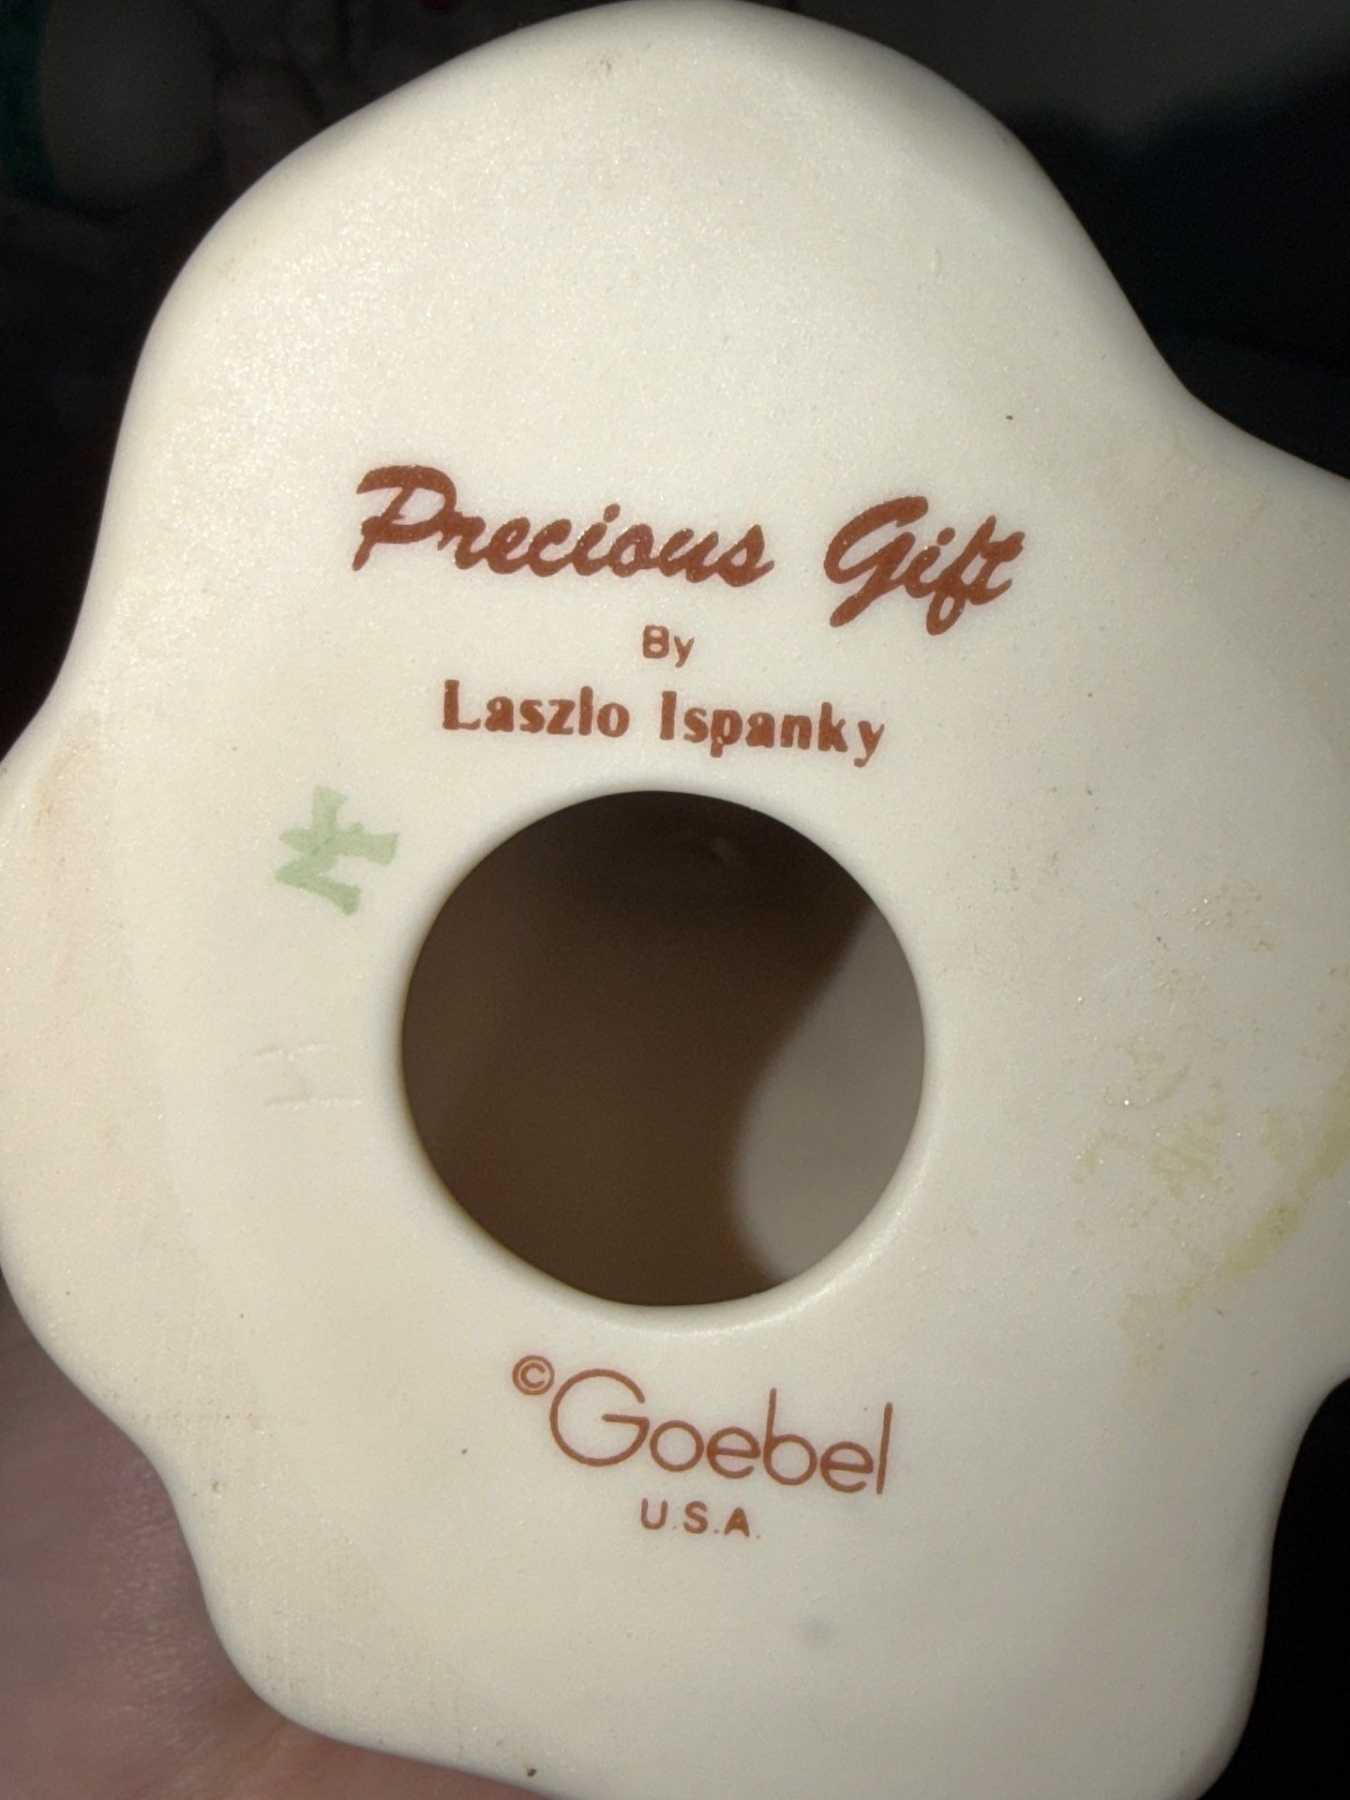 Precious Gift
By
Laszlo Ispanky
©Goebel
U.S.A.